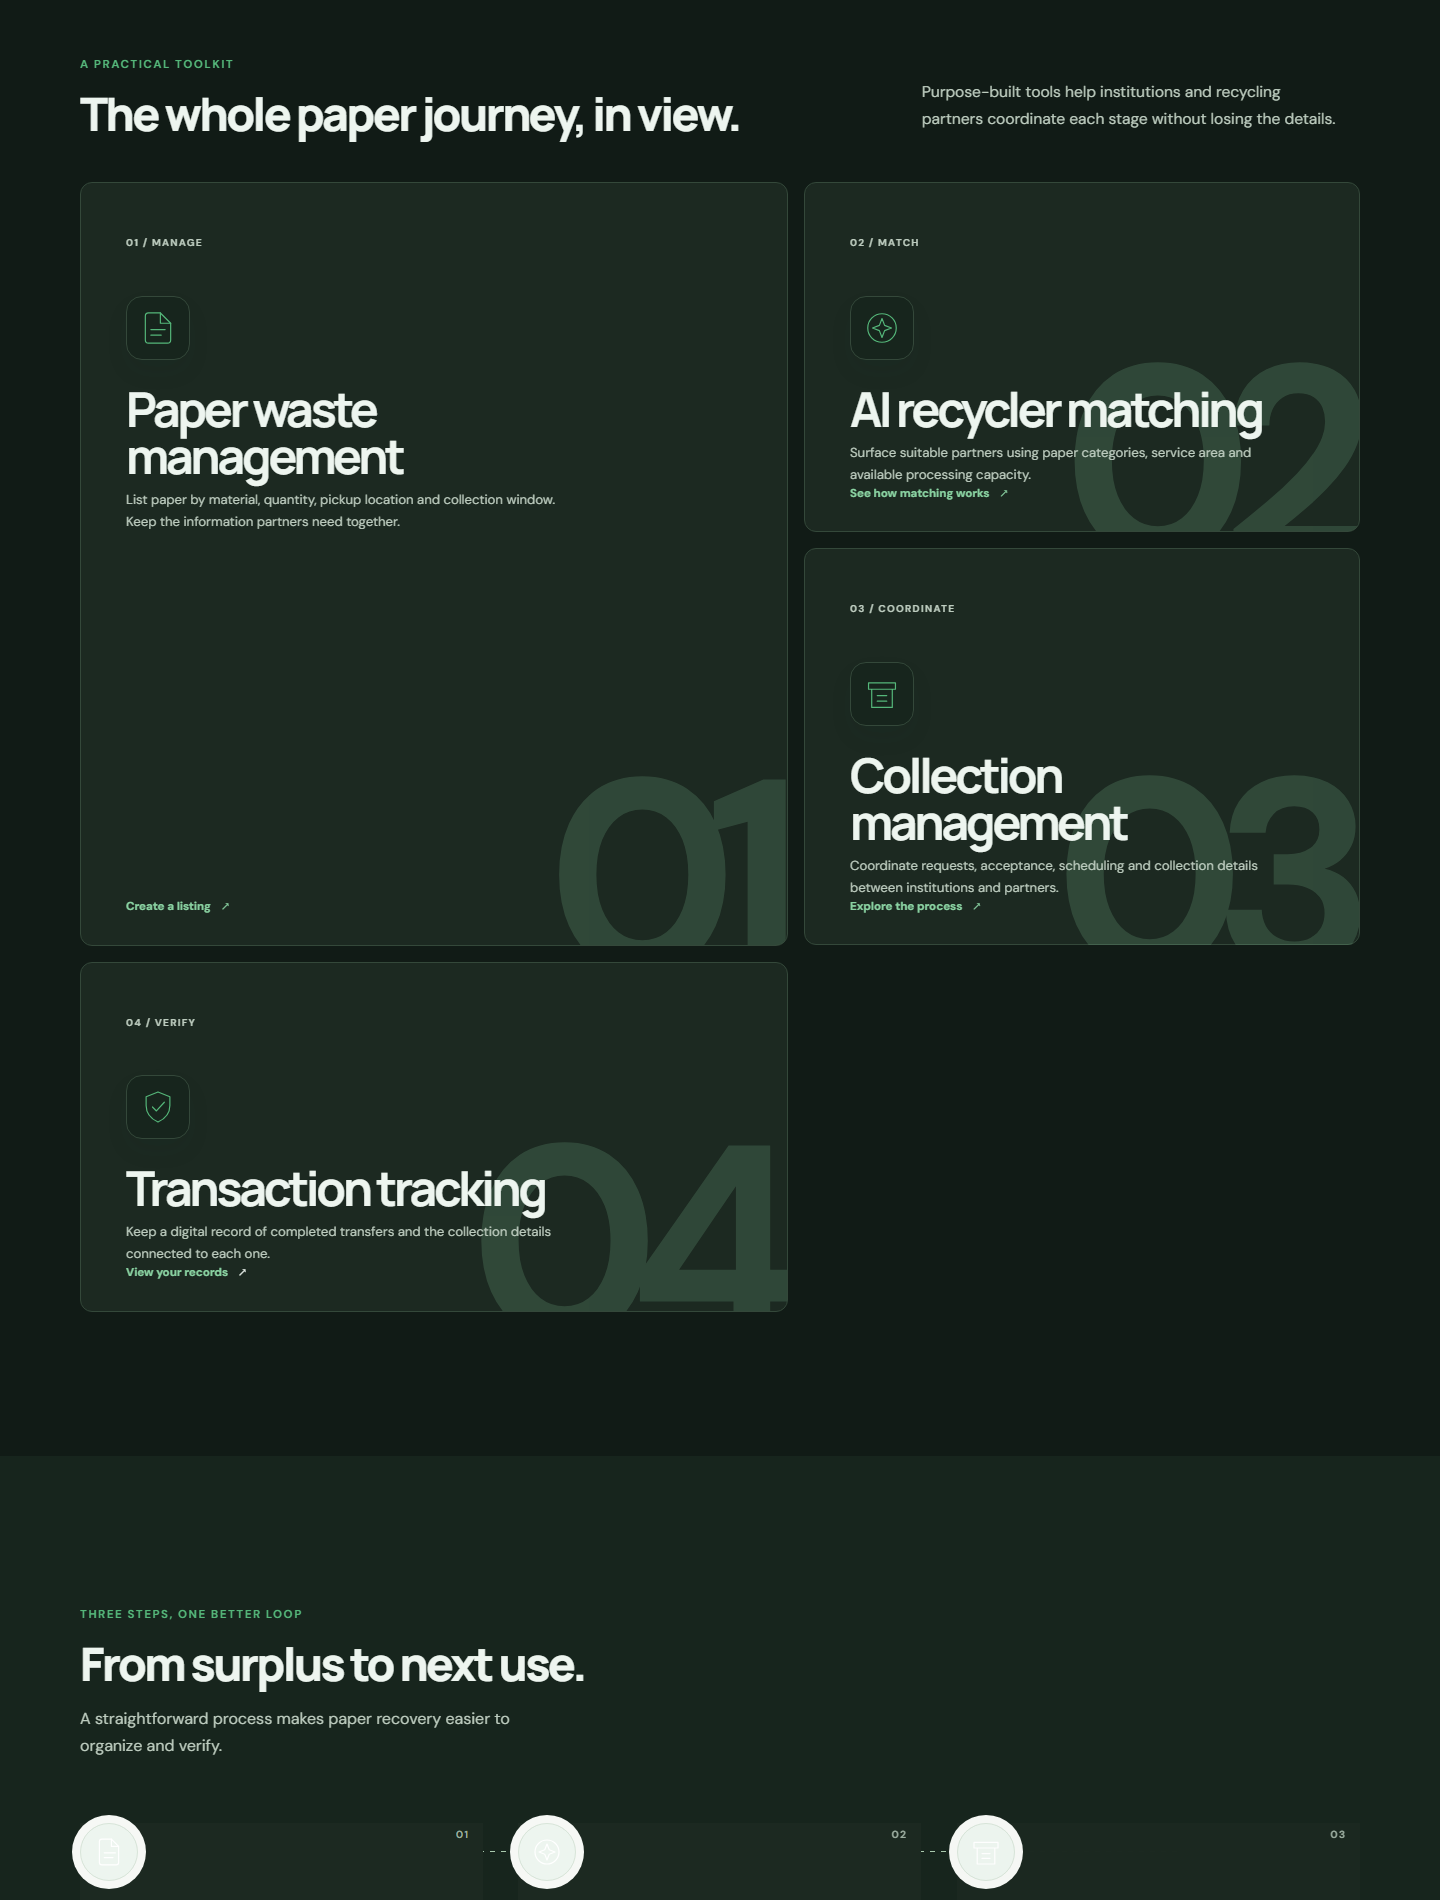 A PRACTICAL TOOLKIT
The whole paper journey, in view.
Purpose-built tools help institutions and recycling
partners coordinate each stage without losing the details.
01 / MANAGE
Paper waste
management
List paper by material, quantity, pickup location and collection window.
Keep the information partners need together.
Create a listing ↗
01
02 / MATCH
AI recycler matching
Surface suitable partners using paper categories, service area and
available processing capacity.
See how matching works ↗
02
03 / COORDINATE
Collection
management
Coordinate requests, acceptance, scheduling and collection details
between institutions and partners.
Explore the process ↗
03
04 / VERIFY
Transaction tracking
Keep a digital record of completed transfers and the collection details
connected to each one.
View your records ↗
04
THREE STEPS, ONE BETTER LOOP
From surplus to next use.
A straightforward process makes paper recovery easier to
organize and verify.
01
02
03